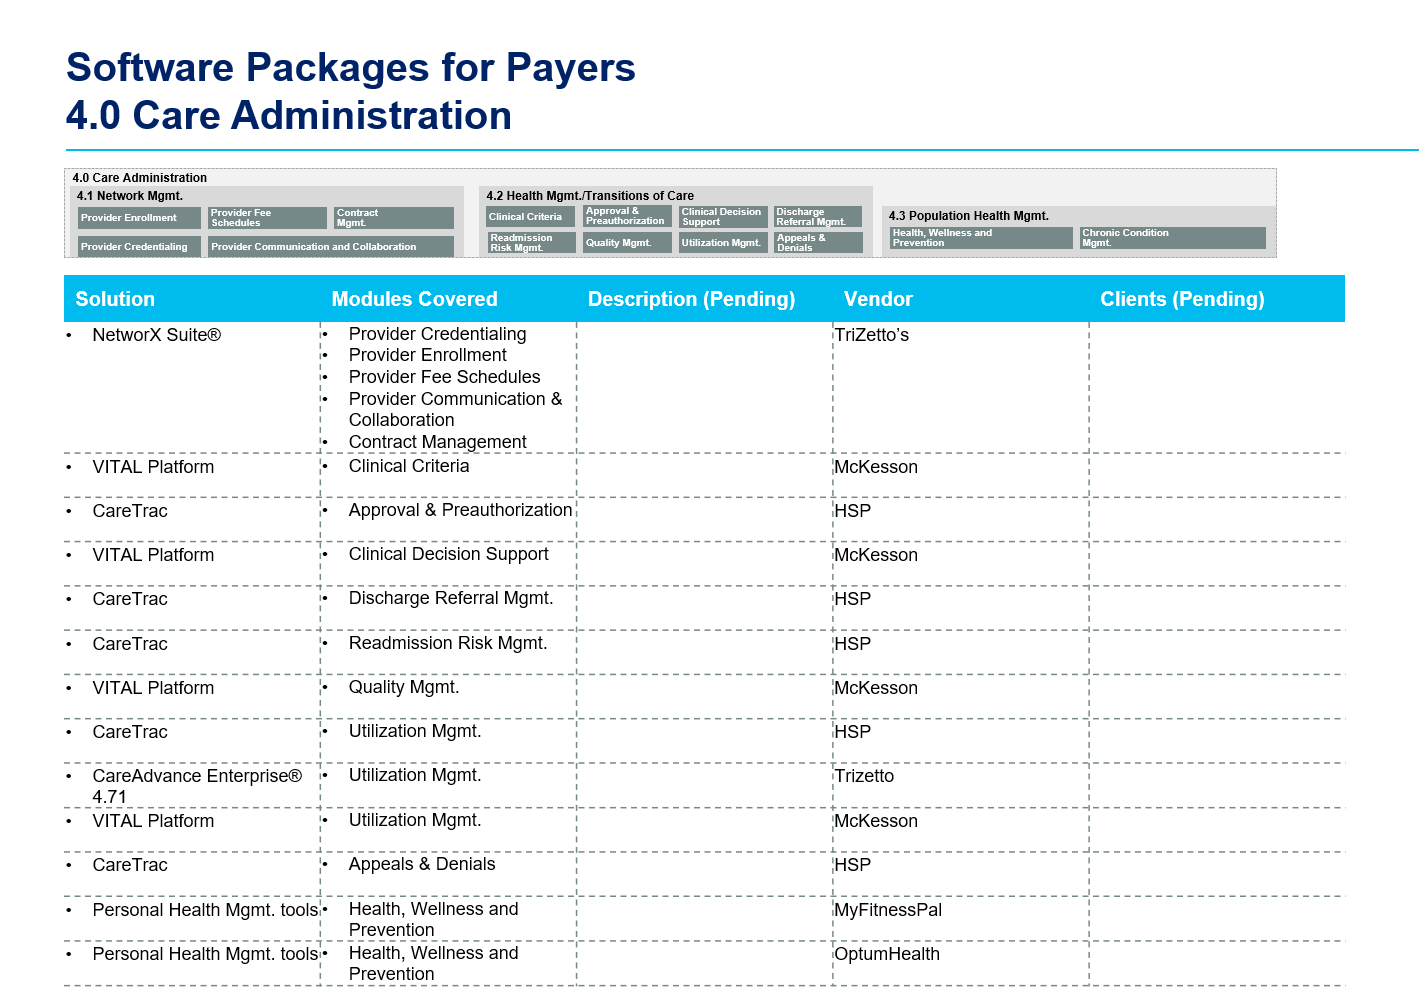 Software Packages for Payers
4.0 Care Administration
4.0 Care Administration
4.1 Network Mgmt.
Provider Enrollment
Provider Fee
Schedules
Contract
Mgmt.
Provider Credentialing
Provider Communication and Collaboration
4.2 Health Mgmt./Transitions of Care
Clinical Criteria
Approval &
Preauthorization
Clinical Decision
Support
Discharge
Referral Mgmt.
Readmission
Risk Mgmt.
Quality Mgmt.
Utilization Mgmt.
Appeals &
Denials
4.3 Population Health Mgmt.
Health, Wellness and
Prevention
Chronic Condition
Mgmt.
Solution Modules Covered Description (Pending) Vendor Clients (Pending)
• NetworX Suite® • Provider Credentialing TriZetto’s
• Provider Enrollment
• Provider Fee Schedules
• Provider Communication &
Collaboration
• Contract Management
• VITAL Platform • Clinical Criteria McKesson
• CareTrac • Approval & Preauthorization HSP
• VITAL Platform • Clinical Decision Support McKesson
• CareTrac • Discharge Referral Mgmt. HSP
• CareTrac • Readmission Risk Mgmt. HSP
• VITAL Platform • Quality Mgmt. McKesson
• CareTrac • Utilization Mgmt. HSP
• CareAdvance Enterprise® • Utilization Mgmt. Trizetto
4.71
• VITAL Platform • Utilization Mgmt. McKesson
• CareTrac • Appeals & Denials HSP
• Personal Health Mgmt. tools • Health, Wellness and MyFitnessPal
Prevention
• Personal Health Mgmt. tools • Health, Wellness and OptumHealth
Prevention